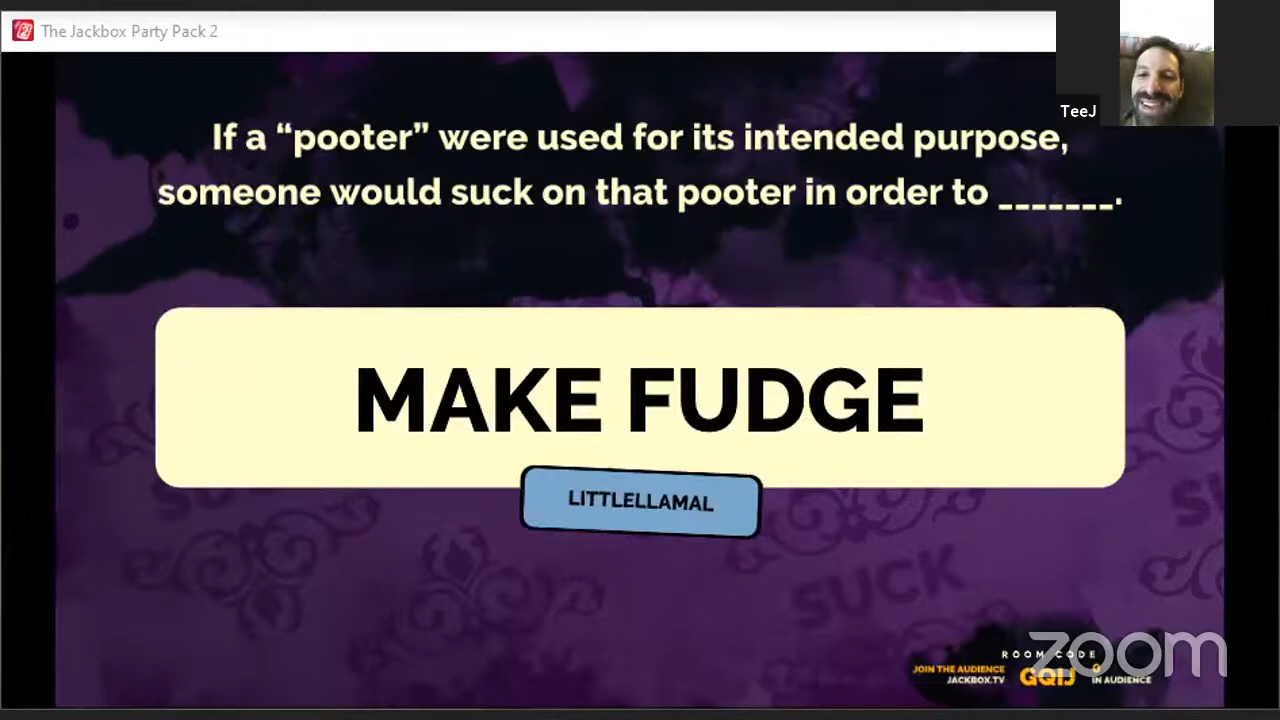 The Jackbox Party Pack 2
TeeJ
If a “pooter” were used for its intended purpose,
someone would suck on that pooter in order to _______.
MAKE FUDGE
LITTLELLAMAL
SUCK
ROOM CODE
JOIN THE AUDIENCE
JACKBOX.TV
GQIJ
0
IN AUDIENCE
zoom